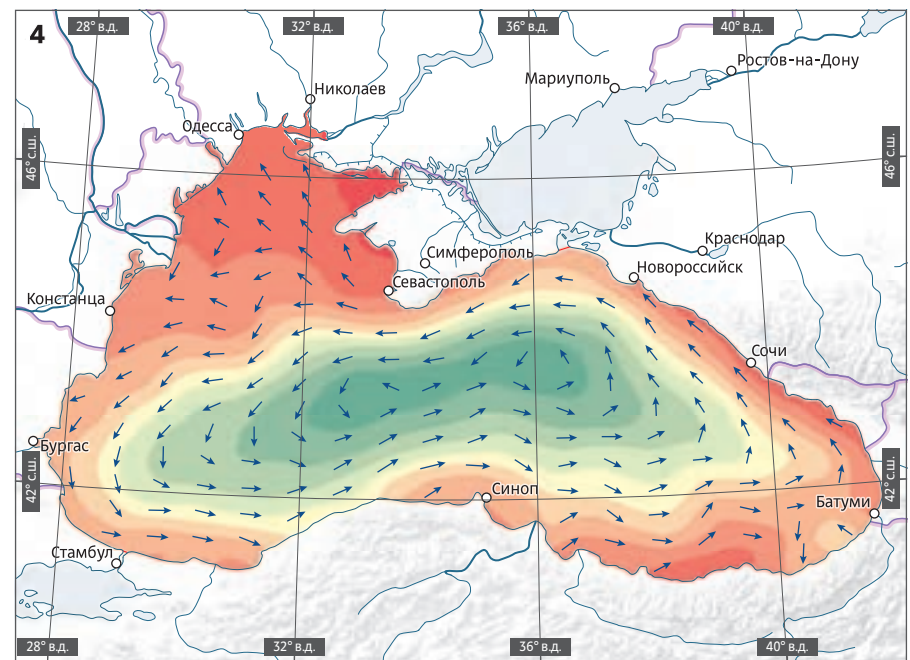 4
28° в.д.
32° в.д.
36° в.д.
40° в.д.
Ростов-на-Дону
Мариуполь
Николаев
Одесса
46° с.ш.
46° с.ш.
Краснодар
Симферополь
Новороссийск
Севастополь
Констанца
Сочи
Бургас
42° с.ш.
42° с.ш.
Синоп
Батуми
Стамбул
28° в.д.
32° в.д.
36° в.д.
40° в.д.